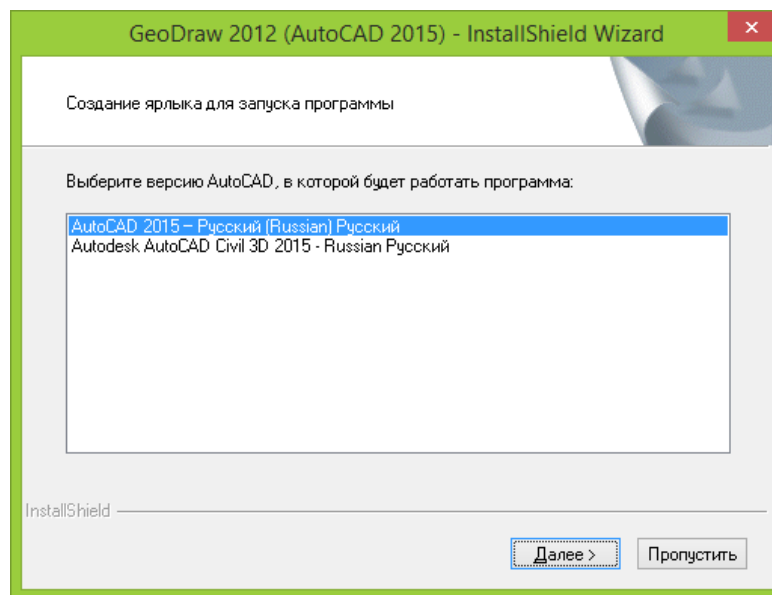 GeoDraw 2012 (AutoCAD 2015) - InstallShield Wizard
Создание ярлыка для запуска программы
Выберите версию AutoCAD, в которой будет работать программа:
AutoCAD 2015 – Русский (Russian) Русский
Autodesk AutoCAD Civil 3D 2015 - Russian Русский
InstallShield
Далее > Пропустить